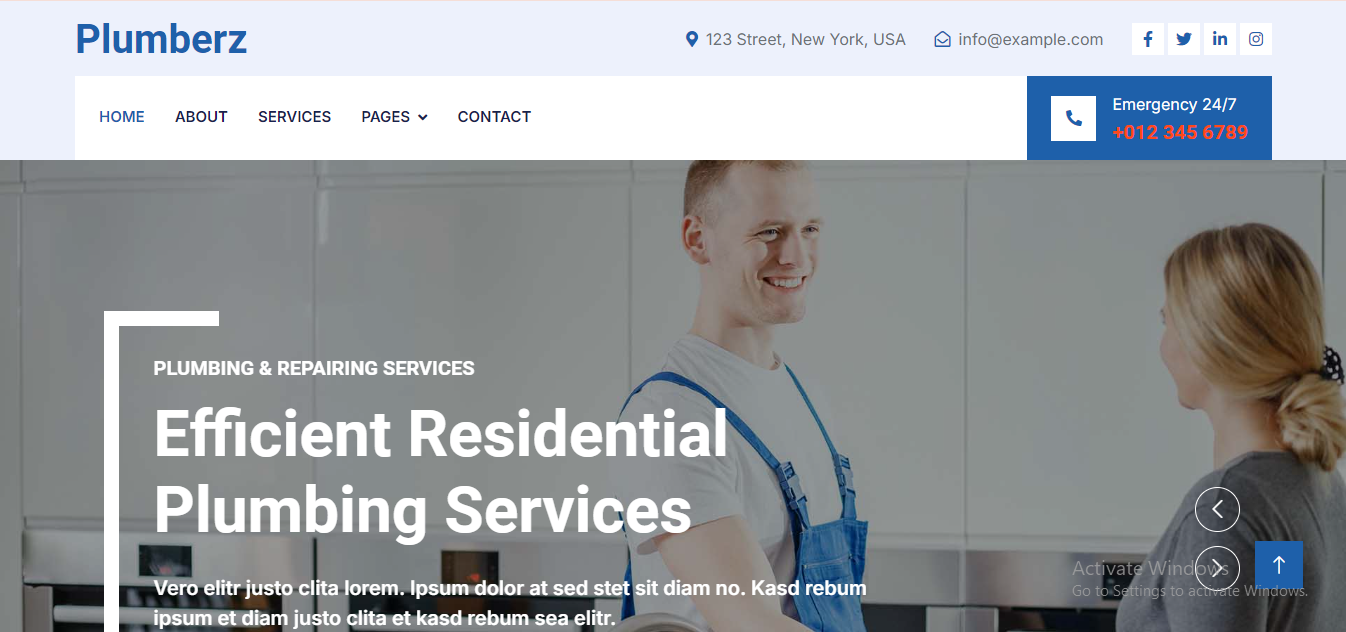 Plumberz
123 Street, New York, USA
info@example.com
HOME
ABOUT
SERVICES
PAGES
CONTACT
Emergency 24/7
+012 345 6789
PLUMBING & REPAIRING SERVICES
Efficient Residential
Plumbing Services
Vero elitr justo clita lorem. Ipsum dolor at sed stet sit diam no. Kasd rebum
ipsum et diam justo clita et kasd rebum sea elitr.
Activate Windows
Go to Settings to activate Windows.